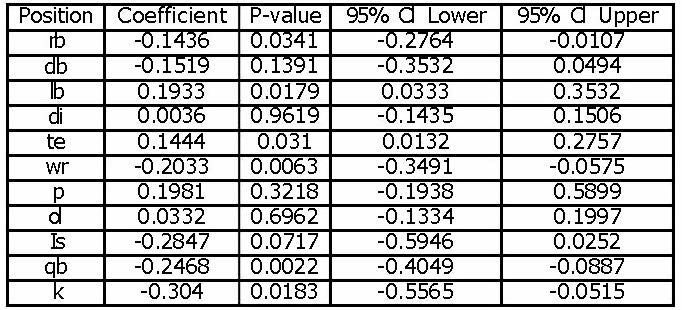 Position Coefficient P-value 95% CI Lower 95% CI Upper
rb -0.1436 0.0341 -0.2764 -0.0107
db -0.1519 0.1391 -0.3532 0.0494
lb 0.1933 0.0179 0.0333 0.3532
di 0.0036 0.9619 -0.1435 0.1506
te 0.1444 0.031 0.0132 0.2757
wr -0.2033 0.0063 -0.3491 -0.0575
p 0.1981 0.3218 -0.1938 0.5899
ol 0.0332 0.6962 -0.1334 0.1997
ls -0.2847 0.0717 -0.5946 0.0252
qb -0.2468 0.0022 -0.4049 -0.0887
k -0.304 0.0183 -0.5565 -0.0515